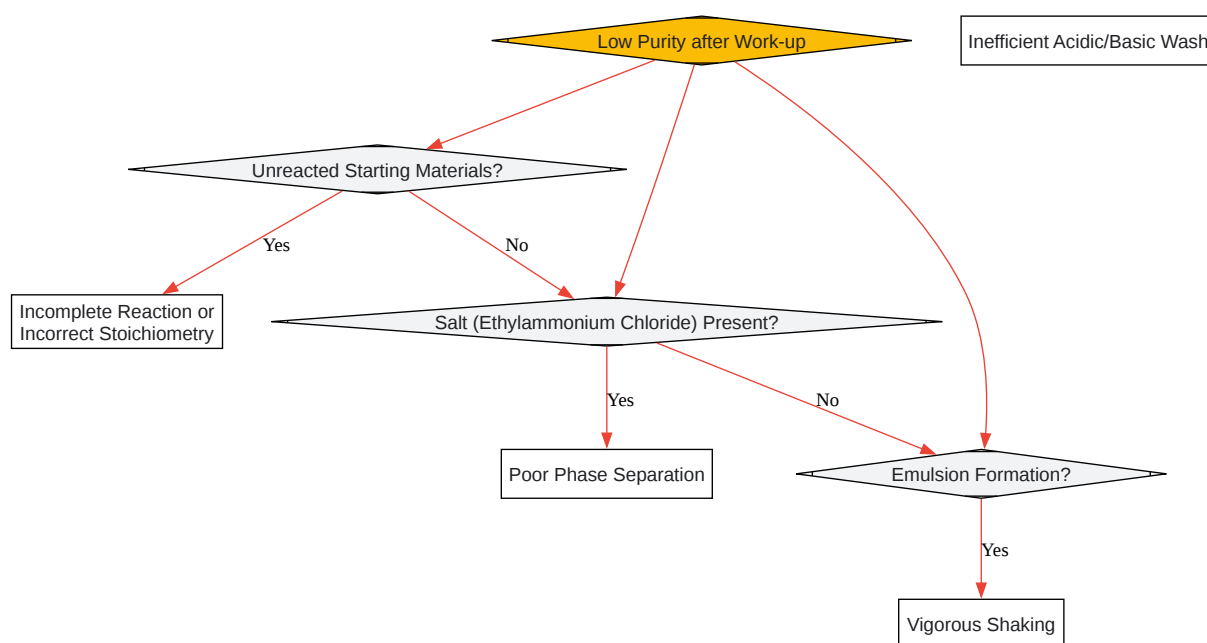 Low Purity after Work-up
Inefficient Acidic/Basic Wash
Unreacted Starting Materials?
Yes
No
Incomplete Reaction or
Incorrect Stoichiometry
Salt (Ethylammonium Chloride) Present?
Yes
No
Poor Phase Separation
Emulsion Formation?
Yes
Vigorous Shaking